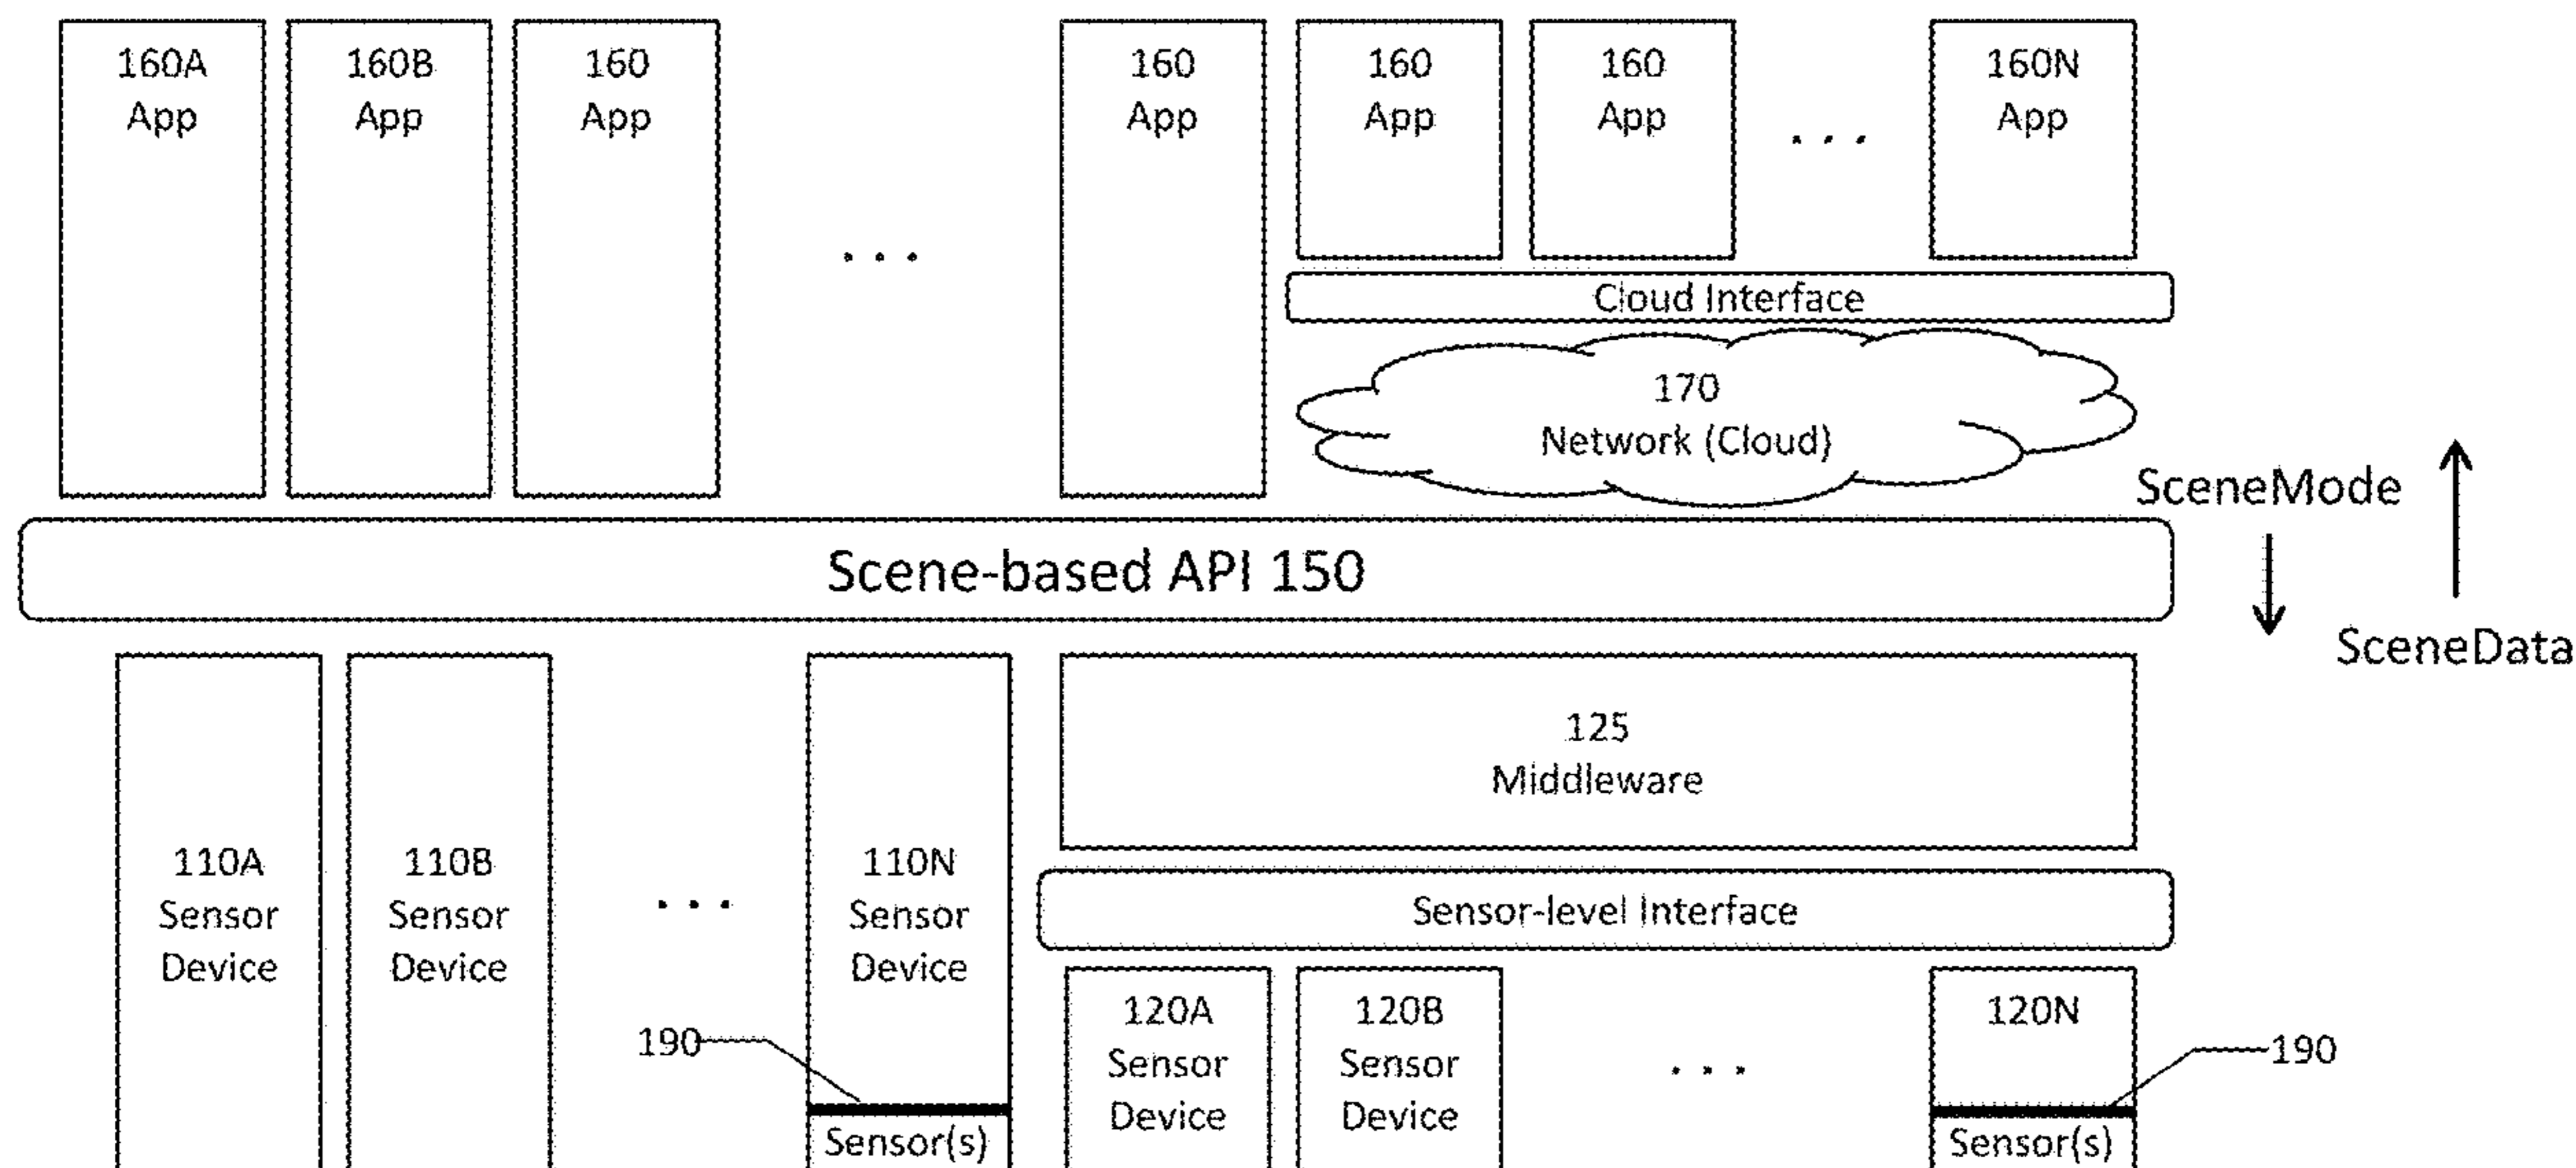 160A
App
160B
App
160
App
160
App
160
App
160
App
160N
App
. . .
. . .
Cloud Interface
170
Network (Cloud)
SceneMode
Scene-based API 150
SceneData
125
Middleware
110A
Sensor
Device
110B
Sensor
Device
. . .
110N
Sensor
Device
Sensor-level Interface
120A
Sensor
Device
120B
Sensor
Device
. . .
120N
190
190
Sensor(s)
Sensor(s)